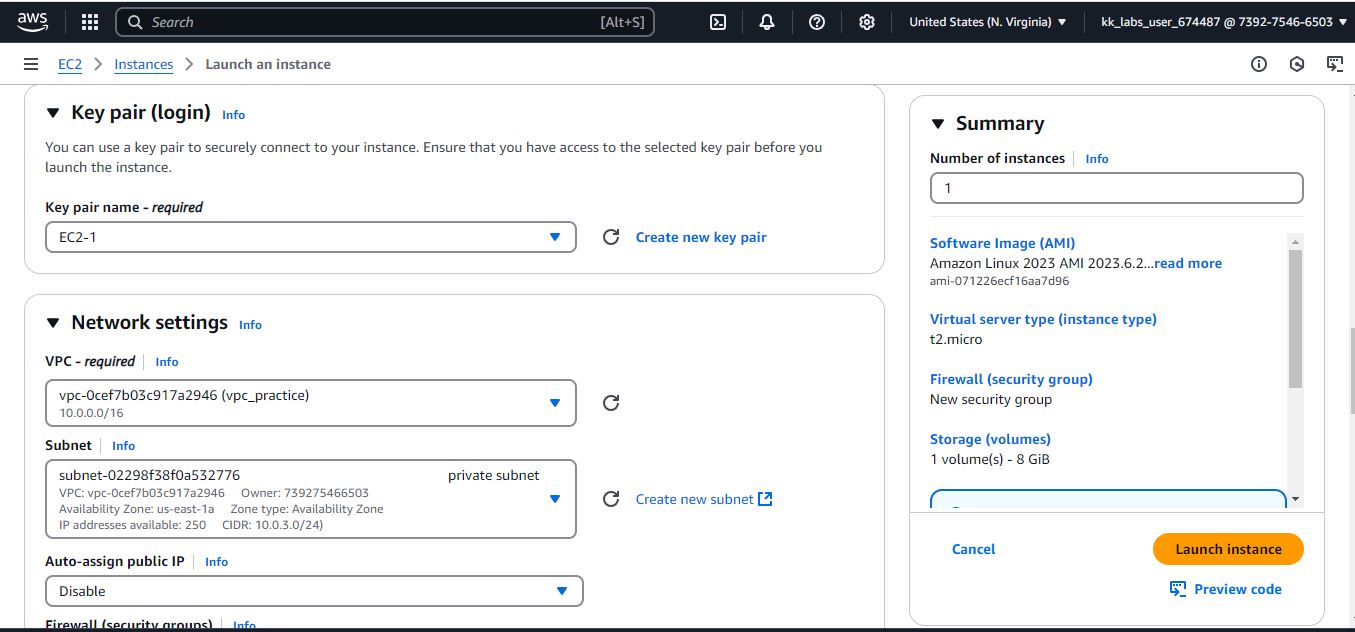 aws
Search [Alt+S]
United States (N. Virginia)
kk_labs_user_674487 @ 7392-7546-6503
EC2 > Instances > Launch an instance
Key pair (login) Info
You can use a key pair to securely connect to your instance. Ensure that you have access to the selected key pair before you
launch the instance.
Key pair name - required
EC2-1
Create new key pair
Network settings Info
VPC - required Info
vpc-0cef7b03c917a2946 (vpc_practice)
10.0.0.0/16
Subnet Info
subnet-02298f38f0a532776 private subnet
VPC: vpc-0cef7b03c917a2946 Owner: 739275466503
Availability Zone: us-east-1a Zone type: Availability Zone
IP addresses available: 250 CIDR: 10.0.3.0/24)
Create new subnet
Auto-assign public IP Info
Disable
Firewall (security groups) Info
Summary
Number of instances Info
1
Software Image (AMI)
Amazon Linux 2023 AMI 2023.6.2...read more
ami-071226ecf16aa7d96
Virtual server type (instance type)
t2.micro
Firewall (security group)
New security group
Storage (volumes)
1 volume(s) - 8 GiB
Cancel
Launch instance
Preview code